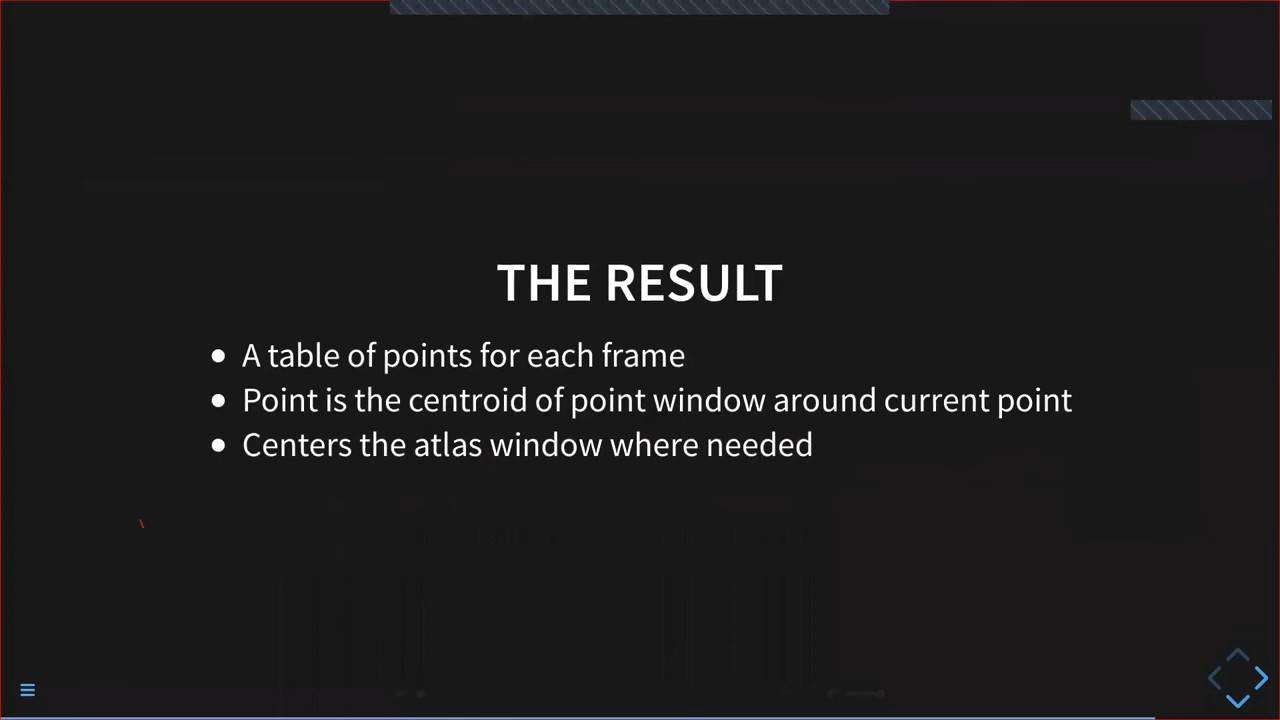 THE RESULT
● A table of points for each frame
● Point is the centroid of point window around current point
● Centers the atlas window where needed
\